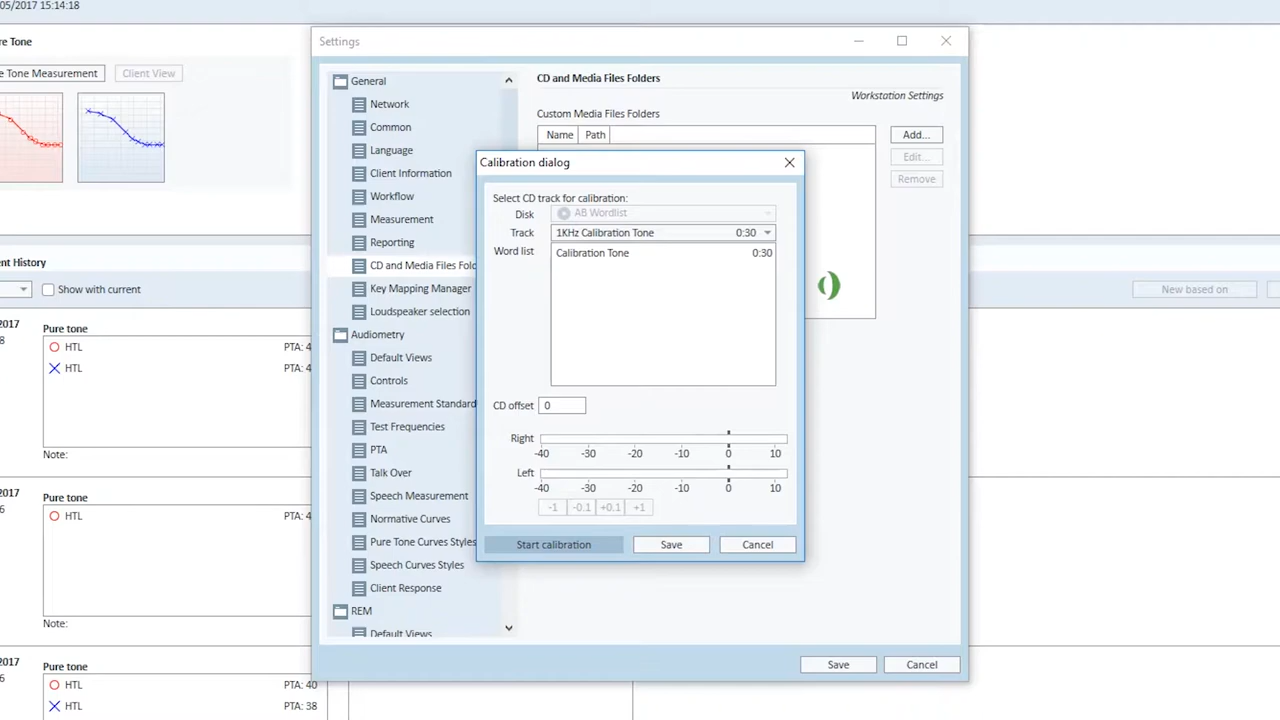 05/2017 15:14:18
re Tone
e Tone Measurement
Client View
ent History
Show with current
New based on
2017
8
Pure tone
HTL PTA: 4
HTL PTA: 4
Note:
2017
6
Pure tone
HTL PTA: 4
Note:
2017
6
Pure tone
HTL PTA: 40
HTL PTA: 38
Settings
General
Network
Common
Language
Client Information
Workflow
Measurement
Reporting
CD and Media Files Fold
Key Mapping Manager
Loudspeaker selection
Audiometry
Default Views
Controls
Measurement Standard
Test Frequencies
PTA
Talk Over
Speech Measurement
Normative Curves
Pure Tone Curves Styles
Speech Curves Styles
Client Response
REM
Default Views
CD and Media Files Folders
Workstation Settings
Custom Media Files Folders
Name Path
Add...
Edit...
Remove
Calibration dialog
Select CD track for calibration:
Disk AB Wordlist
Track 1KHz Calibration Tone 0:30
Word list Calibration Tone 0:30
CD offset 0
Right
-40 -30 -20 -10 0 10
Left
-40 -30 -20 -10 0 10
-1 -0.1 +0.1 +1
Start calibration Save Cancel
Save Cancel